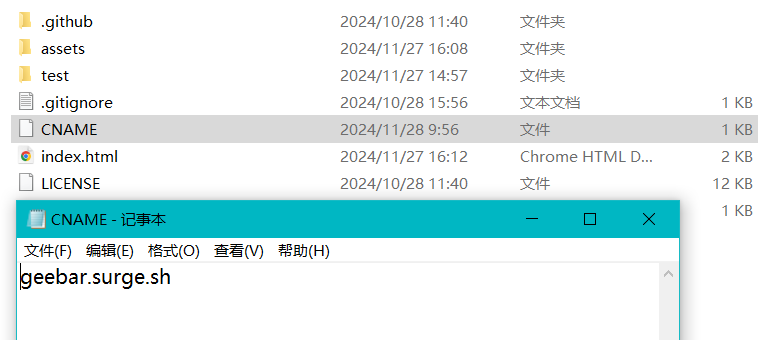 .github 2024/10/28 11:40 文件夹
assets 2024/11/27 16:08 文件夹
test 2024/11/27 14:57 文件夹
.gitignore 2024/10/28 15:56 文本文档 1 KB
CNAME 2024/11/28 9:56 文件 1 KB
index.html 2024/11/27 16:12 Chrome HTML D... 2 KB
LICENSE 2024/10/28 11:40 文件 12 KB
1 KB
CNAME - 记事本
文件(F) 编辑(E) 格式(O) 查看(V) 帮助(H)
geebar.surge.sh